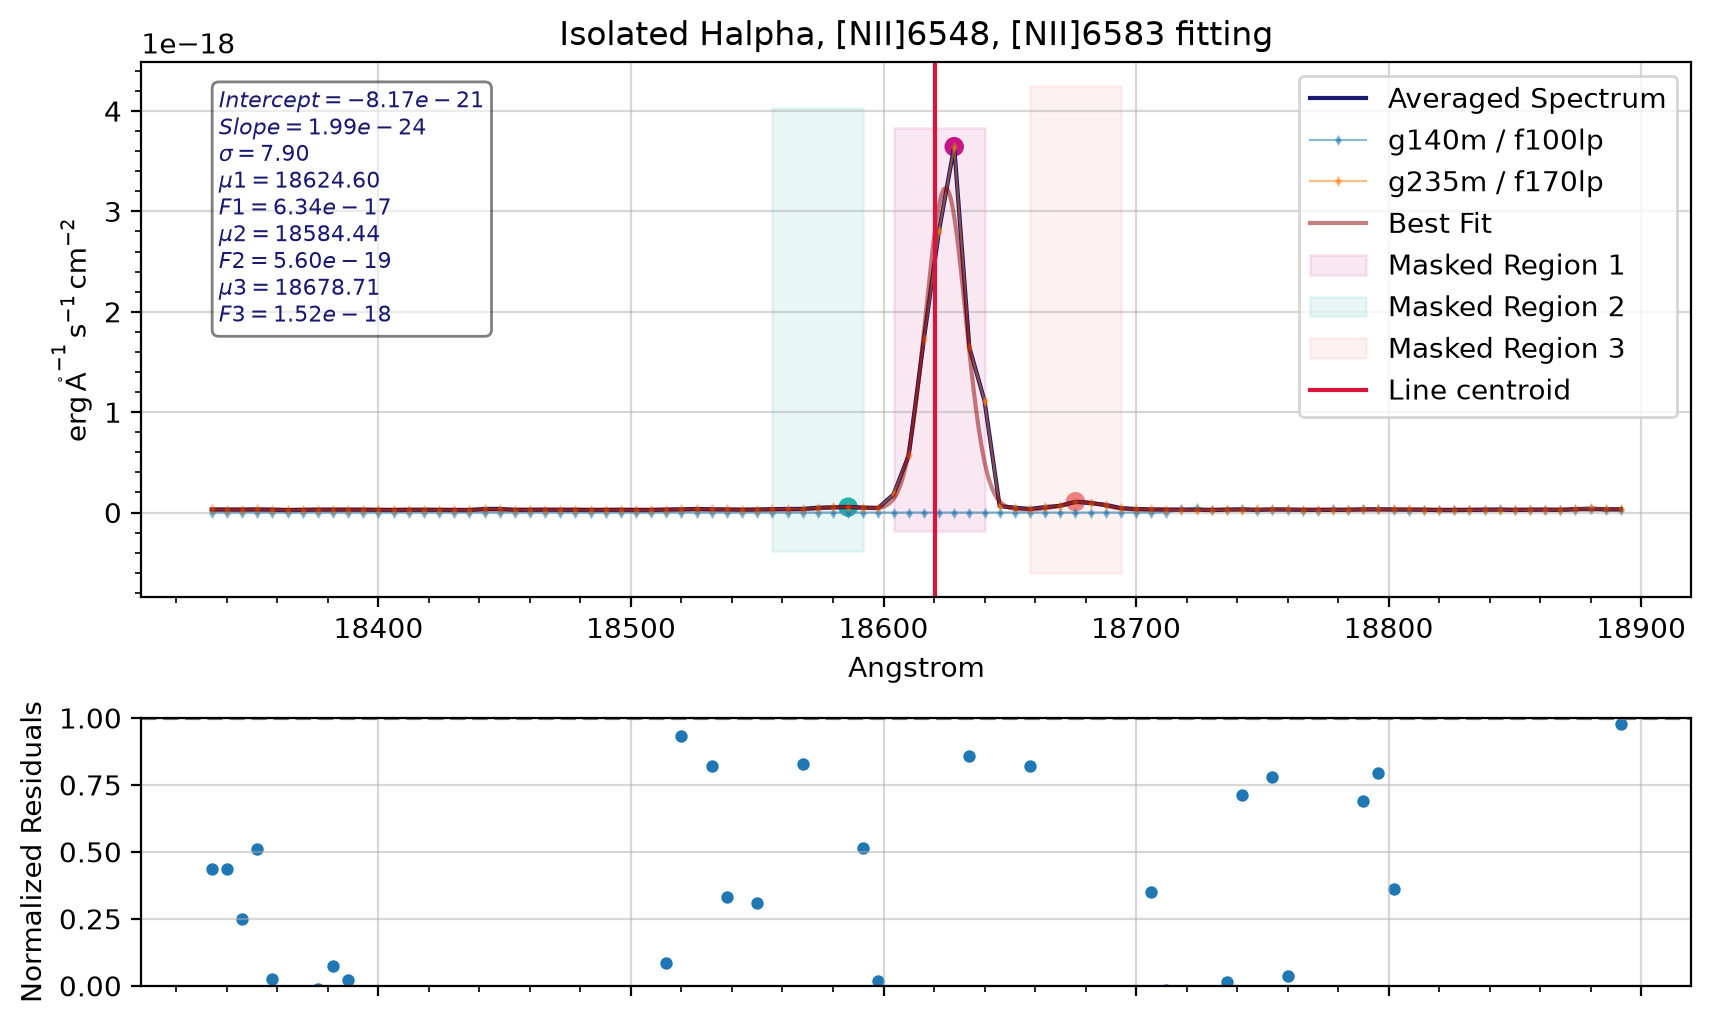 Isolated Halpha, [NII]6548, [NII]6583 fitting
1e−18
Intercept = −8.17e − 21
Slope = 1.99e − 24
σ = 7.90
μ1 = 18624.60
F1 = 6.34e − 17
μ2 = 18584.44
F2 = 5.60e − 19
μ3 = 18678.71
F3 = 1.52e − 18
Averaged Spectrum
g140m / f100lp
g235m / f170lp
Best Fit
Masked Region 1
Masked Region 2
Masked Region 3
Line centroid
4
3
2
1
0
erg Å⁻¹ s⁻¹ cm⁻²
18400 18500 18600 18700 18800 18900
Angstrom
1.00
0.75
0.50
0.25
0.00
Normalized Residuals